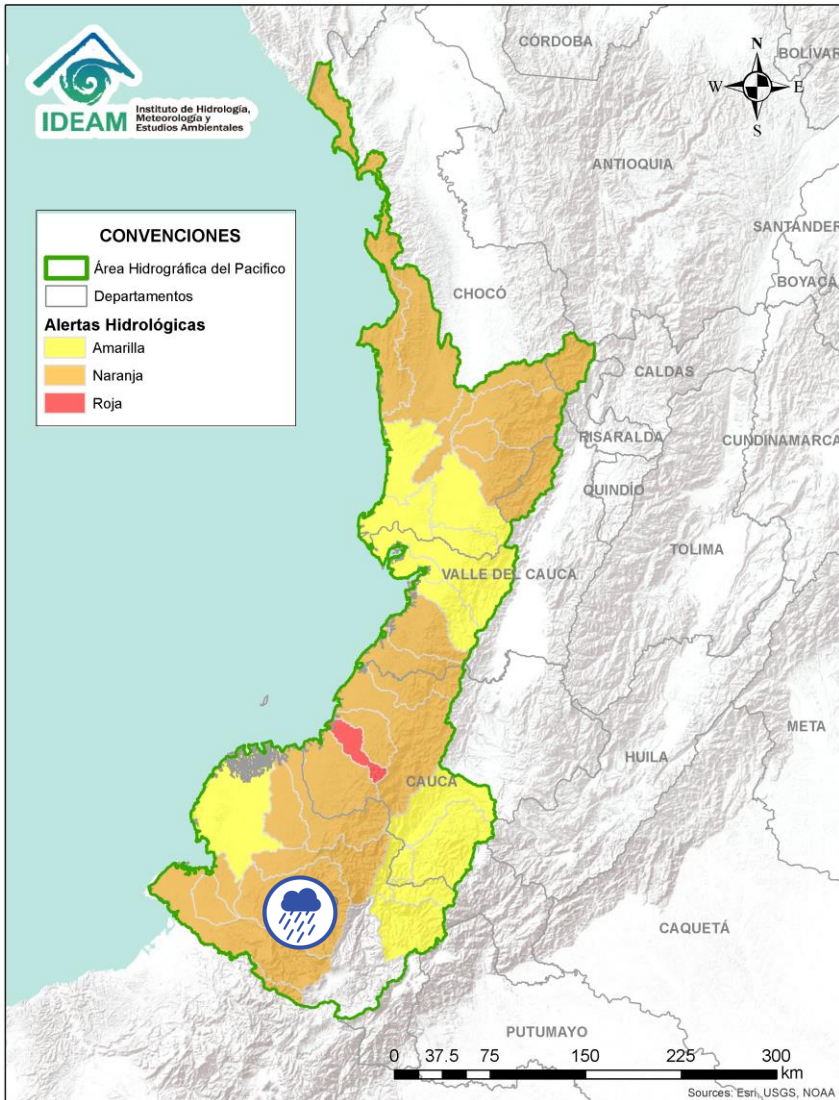 IDEAM
Instituto de Hidrología,
Meteorología y
Estudios Ambientales
CONVENCIONES
Área Hidrográfica del Pacifico
Departamentos
Alertas Hidrológicas
Amarilla
Naranja
Roja
N
W
E
S
CÓRDOBA
BOLÍVAR
ANTIOQUIA
SANTANDER
BOYACÁ
CHOCÓ
CALDAS
RISARALDA
CUNDINAMARCA
QUINDÍO
TOLIMA
VALLE DEL CAUCA
META
HUILA
CAUCA
CAQUETÁ
PUTUMAYO
0 37.5 75 150 225 300
km
Sources: Esri, USGS, NOAA